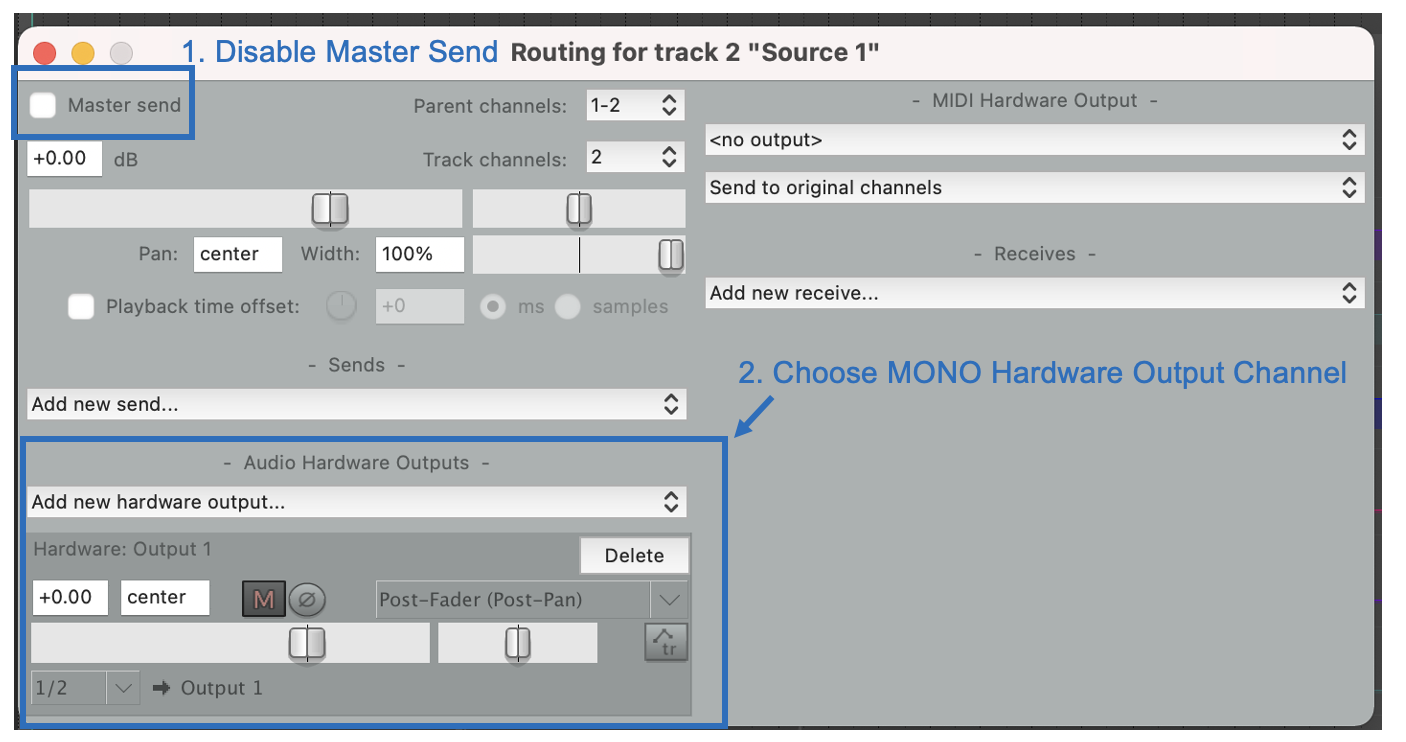 1. Disable Master Send Routing for track 2 "Source 1"
Master send
Parent channels: 1-2
+0.00 dB
Track channels: 2
Pan: center Width: 100%
Playback time offset: +0 ms samples
- Sends -
Add new send...
- Audio Hardware Outputs -
Add new hardware output...
Hardware: Output 1
Delete
+0.00 center M Ø Post-Fader (Post-Pan)
tr
1/2 ➡ Output 1
- MIDI Hardware Output -
<no output>
Send to original channels
- Receives -
Add new receive...
2. Choose MONO Hardware Output Channel